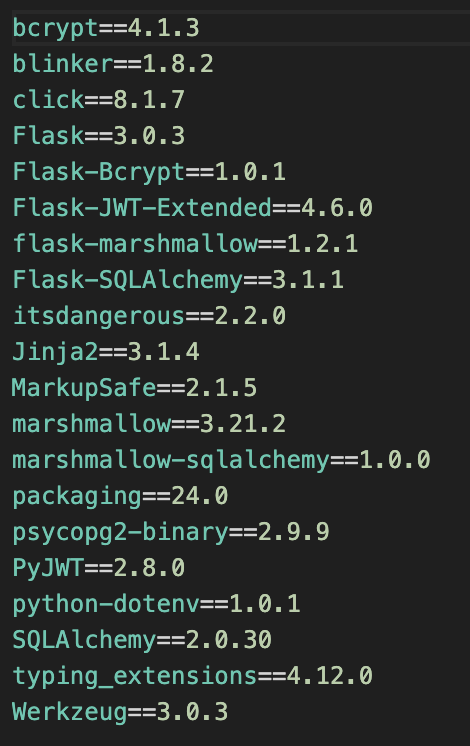 bcrypt==4.1.3
blinker==1.8.2
click==8.1.7
Flask==3.0.3
Flask-Bcrypt==1.0.1
Flask-JWT-Extended==4.6.0
flask-marshmallow==1.2.1
Flask-SQLAlchemy==3.1.1
itsdangerous==2.2.0
Jinja2==3.1.4
MarkupSafe==2.1.5
marshmallow==3.21.2
marshmallow-sqlalchemy==1.0.0
packaging==24.0
psycopg2-binary==2.9.9
PyJWT==2.8.0
python-dotenv==1.0.1
SQLAlchemy==2.0.30
typing_extensions==4.12.0
Werkzeug==3.0.3